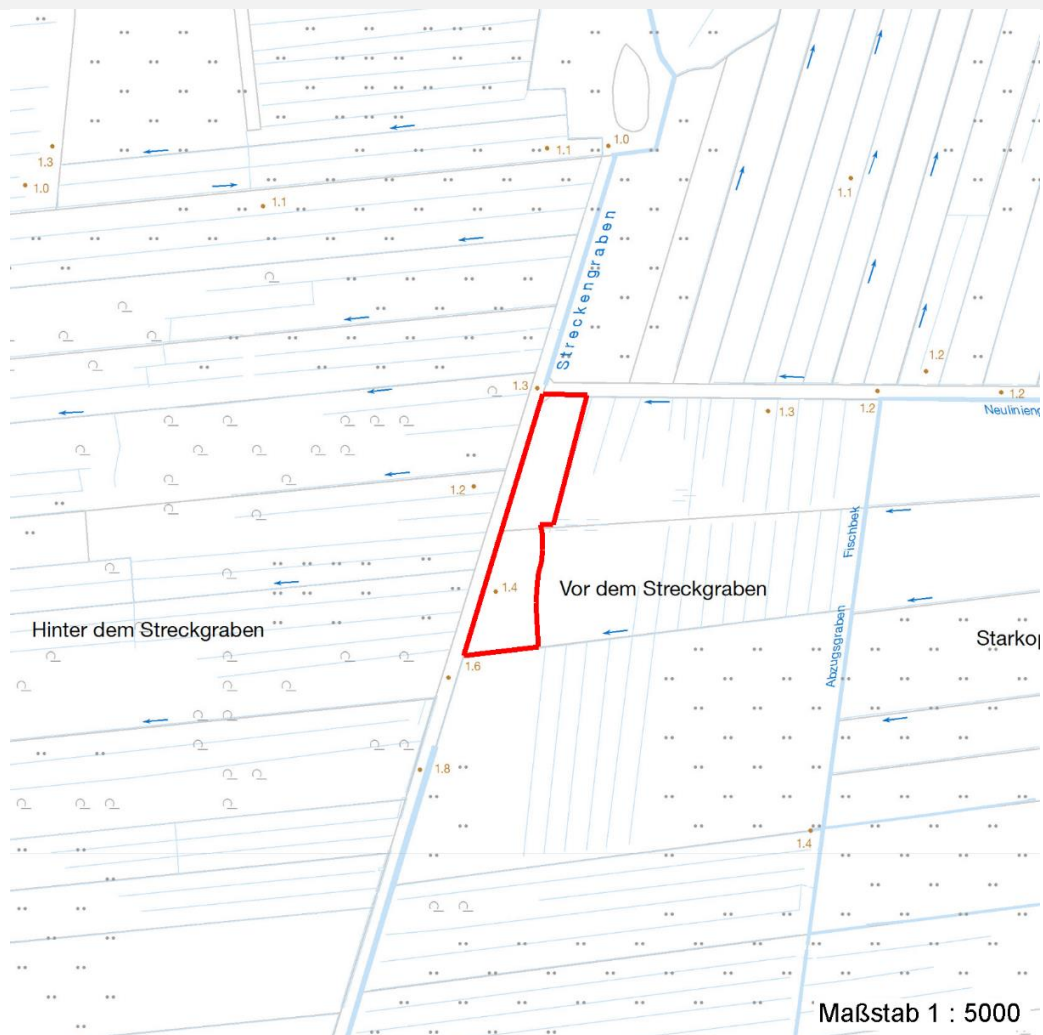 1.3
1.0
1.1
1.1
1.0
1.1
Streckengraben
1.3
1.2
1.2
1.3
1.2
Neulinieng
1.2
Fischbek
1.4
Vor dem Streckgraben
Hinter dem Streckgraben
Abzugsgraben
Starkop
1.6
1.8
1.4
Maßstab 1 : 5000